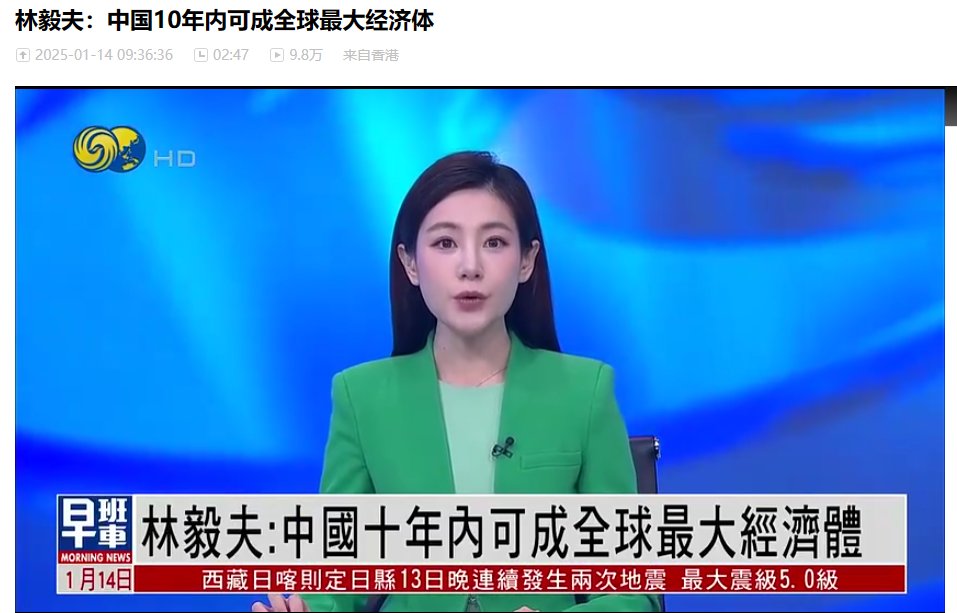 林毅夫：中国10年内可成全球最大经济体
2025-01-14 09:36:36 02:47 9.8万 来自香港
HD
早班車
林毅夫:中國十年內可成全球最大經濟體
MORNING NEWS
1月14日
西藏日喀則定日縣13日晚連續發生兩次地震 最大震級5.0級